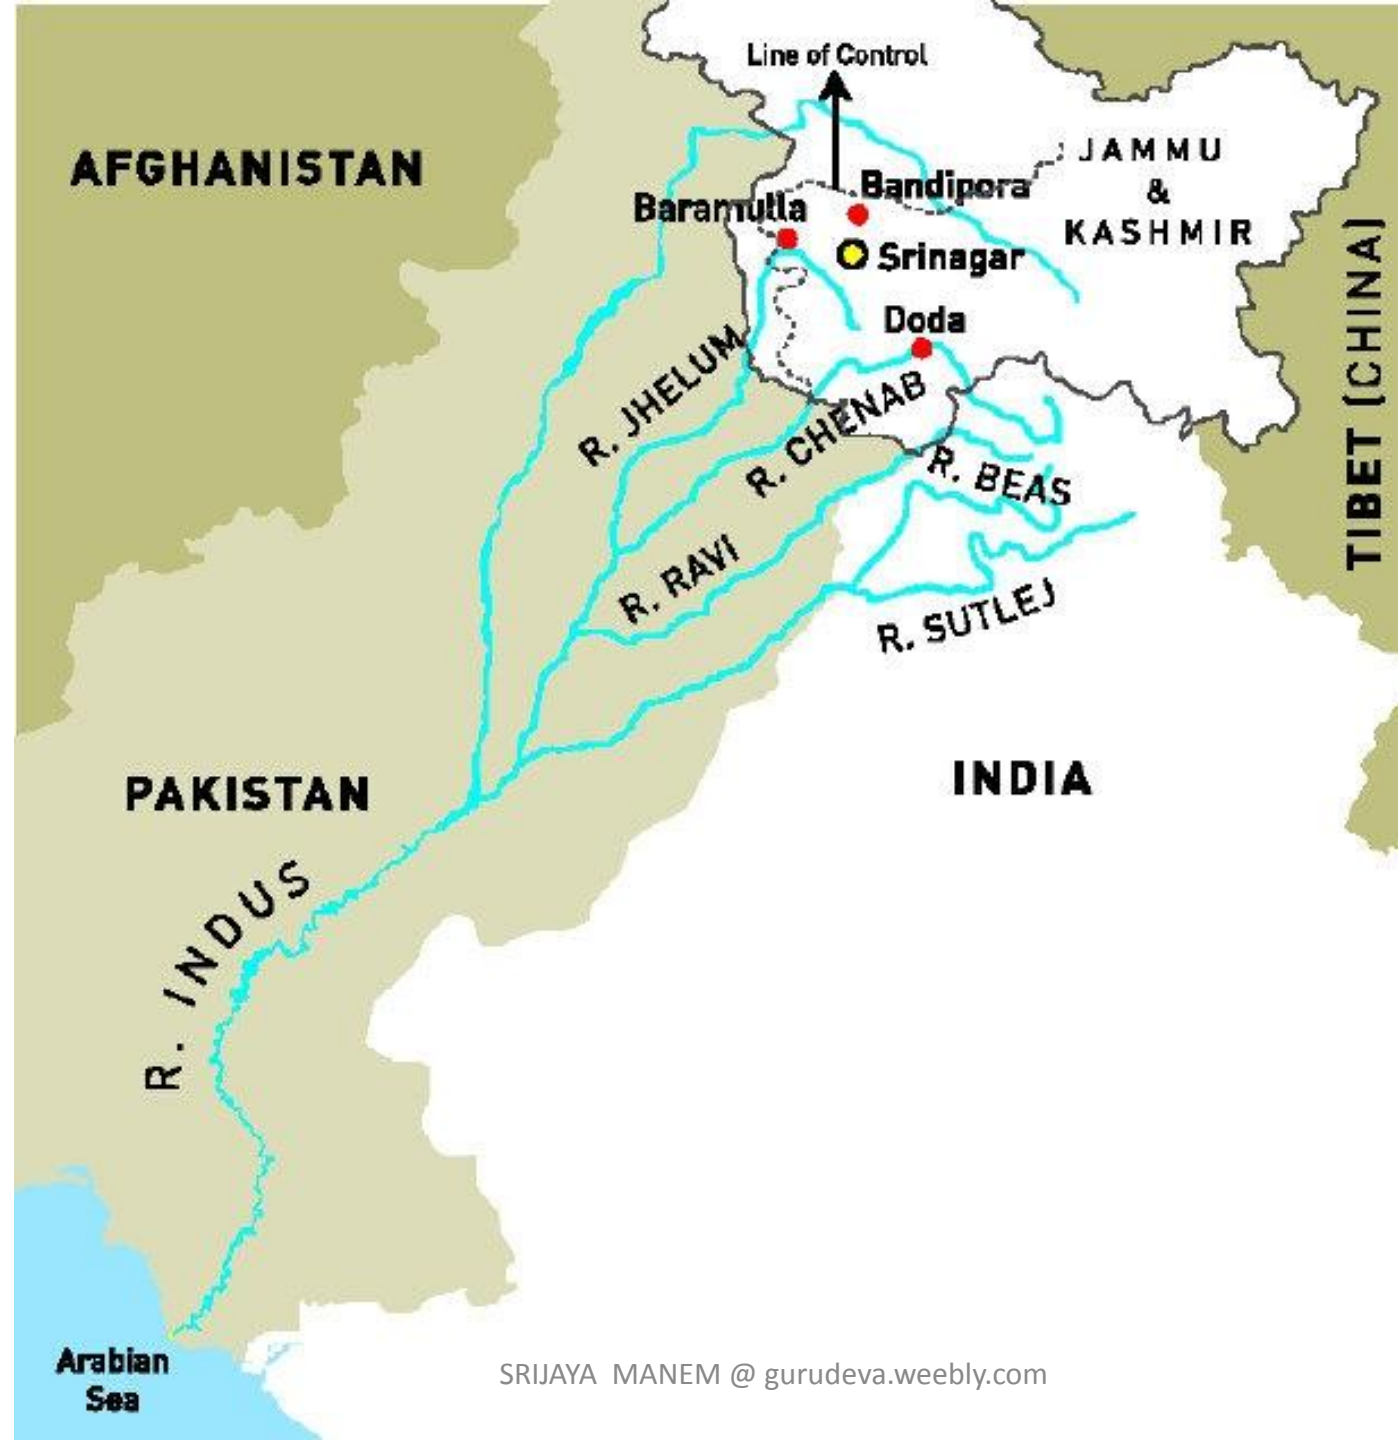 Line of Control
AFGHANISTAN
JAMMU
&
KASHMIR
Bandipora
Baramulla
Srinagar
TIBET (CHINA)
Doda
R. JHELUM
R. CHENAB
R. BEAS
R. RAVI
R. SUTLEJ
PAKISTAN
INDIA
R. INDUS
Arabian
Sea
SRIJAYA MANEM @ gurudeva.weebly.com